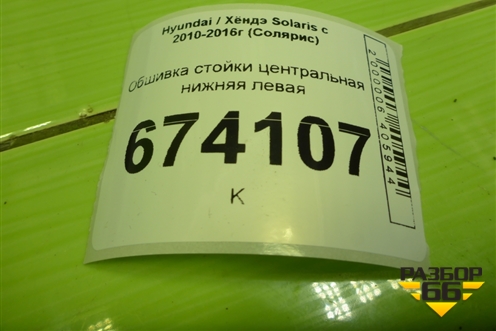 Hyundai / Хёндэ Solaris с
2010-2016г (Солярис)
Обшивка стойки центральная
нижняя левая
674107
К
2000006405944
РАЗБОР
66